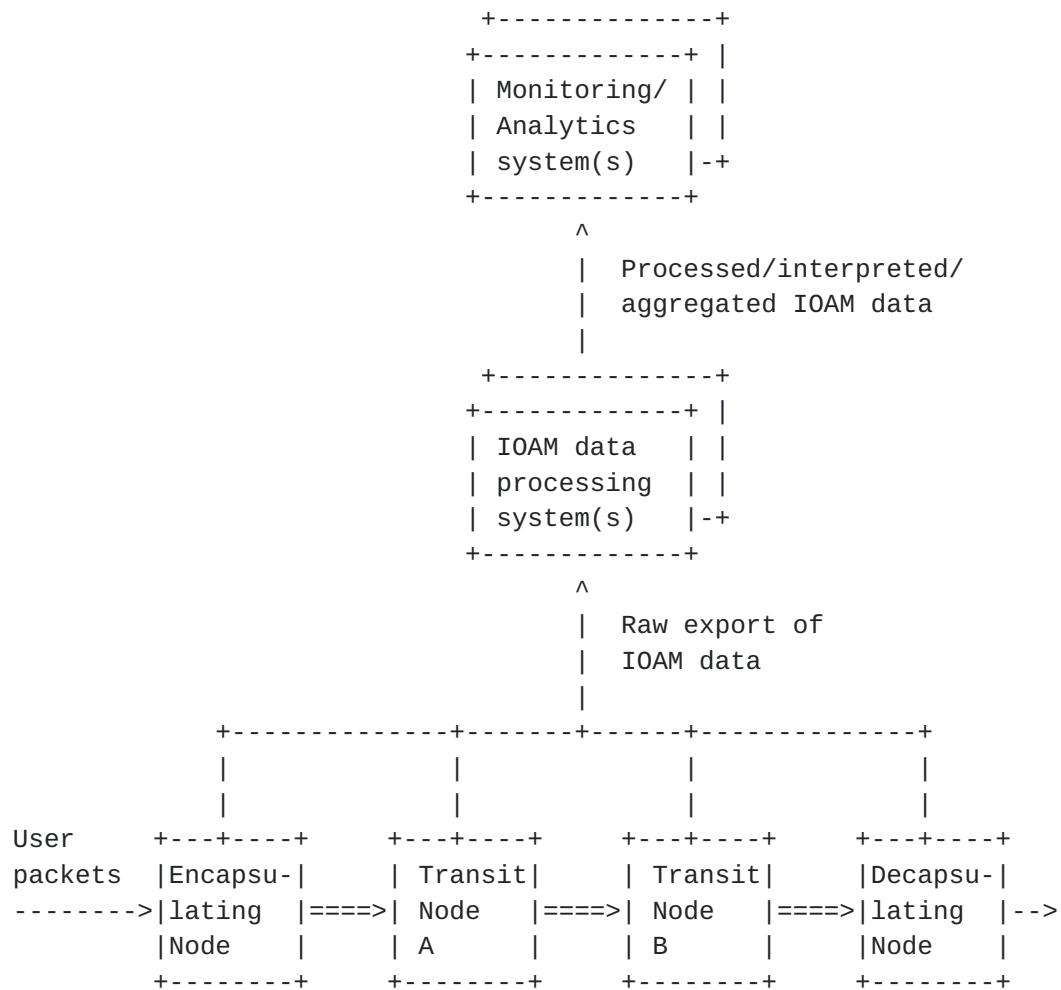 Monitoring/
Analytics
system(s)
Processed/interpreted/
aggregated IOAM data
IOAM data
processing
system(s)
Raw export of
IOAM data
User
packets
Encapsu-
lating
Node
Transit
Node
A
Transit
Node
B
Decapsu-
lating
Node